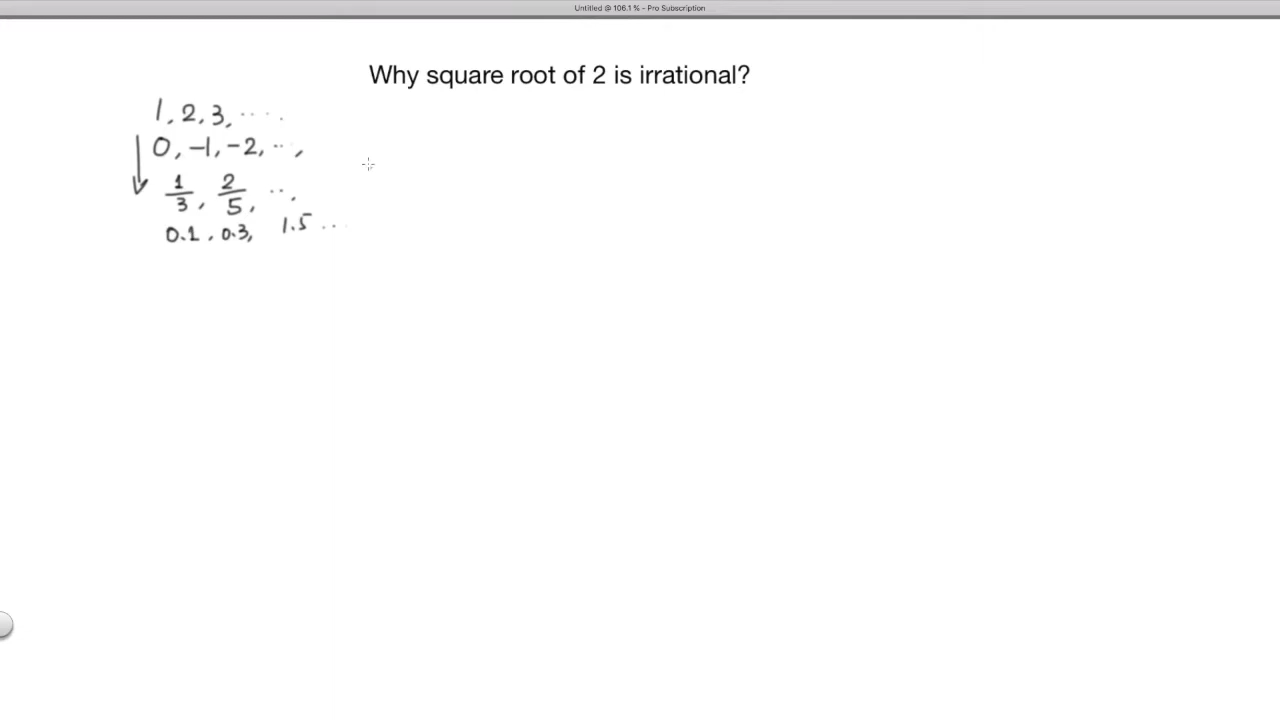 Untitled @ 106.1 % - Pro Subscription
Why square root of 2 is irrational?
1, 2, 3, ....
0, -1, -2, ..,
1/3, 2/5, ..,
0.1, 0.3, 1.5 ...